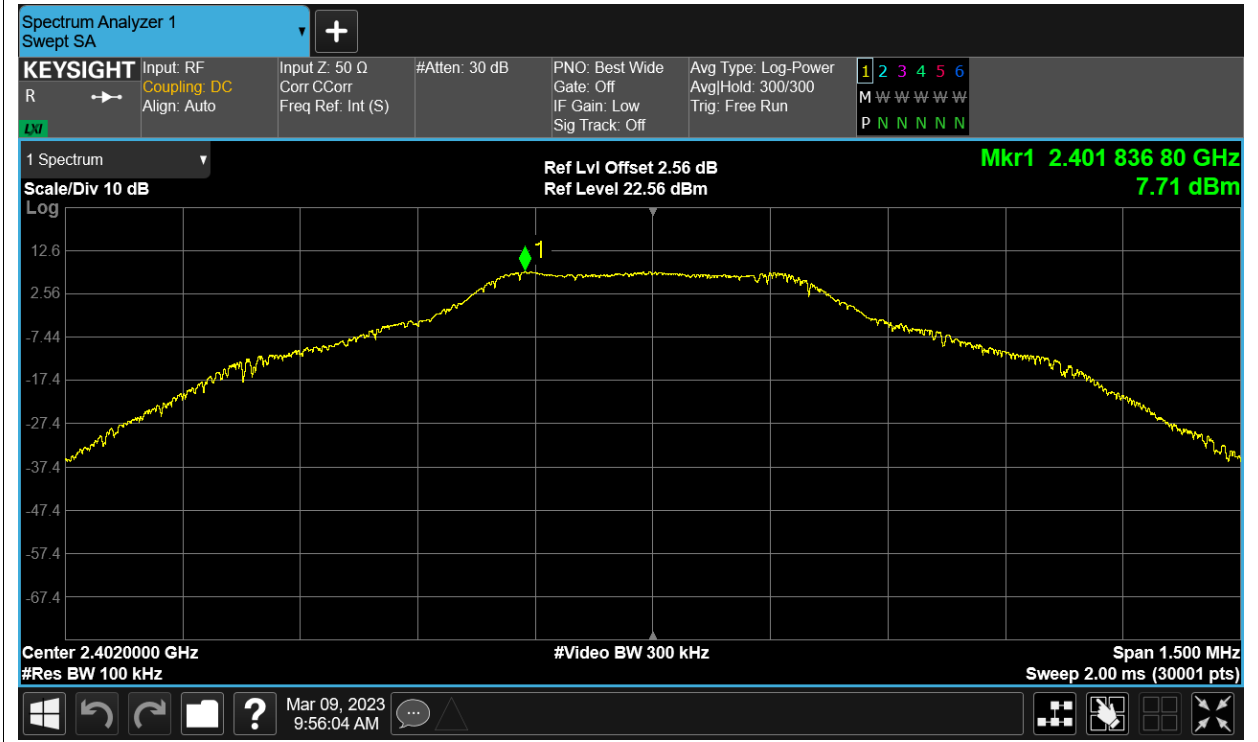 Spectrum Analyzer 1
Swept SA
KEYSIGHT
R
LXI
Input: RF
Coupling: DC
Align: Auto
Input Z: 50 Ω
Corr CCorr
Freq Ref: Int (S)
#Atten: 30 dB
PNO: Best Wide
Gate: Off
IF Gain: Low
Sig Track: Off
Avg Type: Log-Power
Avg|Hold: 300/300
Trig: Free Run
1 2 3 4 5 6
M W W W W W
P N N N N N
1 Spectrum
Scale/Div 10 dB
Log
Ref Lvl Offset 2.56 dB
Ref Level 22.56 dBm
Mkr1 2.401 836 80 GHz
7.71 dBm
1
12.6
2.56
-7.44
-17.4
-27.4
-37.4
-47.4
-57.4
-67.4
Center 2.4020000 GHz
#Res BW 100 kHz
#Video BW 300 kHz
Span 1.500 MHz
Sweep 2.00 ms (30001 pts)
?
Mar 09, 2023
9:56:04 AM